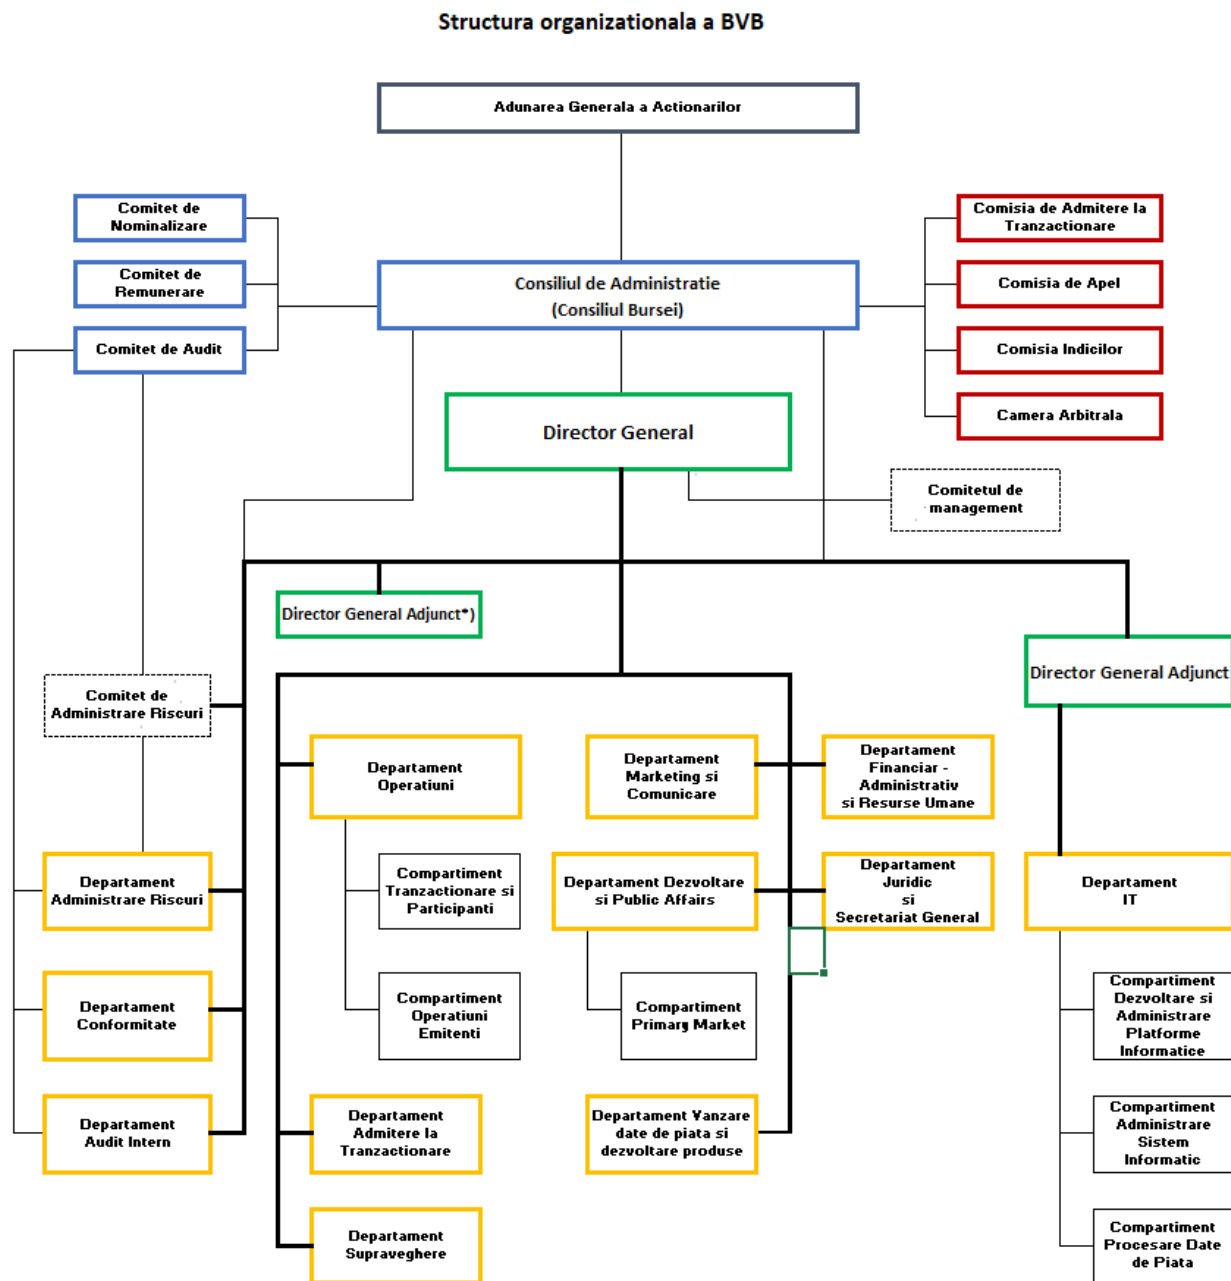 Structura organizationala a BVB
Adunarea Generala a Actionarilor
Comitet de
Nominalizare
Comisia de Admitere la
Tranzactionare
Comitet de
Remunerare
Consiliul de Administratie
(Consiliul Bursei)
Comisia de Apel
Comitet de Audit
Comisia Indicilor
Director General
Camera Arbitrala
Comitetul de
management
Director General Adjunct*)
Director General Adjunct
Comitet de
Administrare Riscuri
Departament
Operatiuni
Departament
Marketing si
Comunicare
Departament
Financiar -
Administrativ
si Resurse Umane
Departament
Administrare Riscuri
Compartiment
Tranzactionare si
Participanti
Departament Dezvoltare
si Public Affairs
Departament
Juridic
si
Secretariat General
Departament
IT
Departament
Conformitate
Compartiment
Operatiuni
Emitenti
Compartiment
Primary Market
Compartiment
Dezvoltare si
Administrare
Platforme
Informatice
Departament
Audit Intern
Departament
Admitere la
Tranzactionare
Departament Vanzare
date de piata si
dezvoltare produse
Compartiment
Administrare
Sistem
Informatic
Departament
Supraveghere
Compartiment
Procesare Date
de Piata